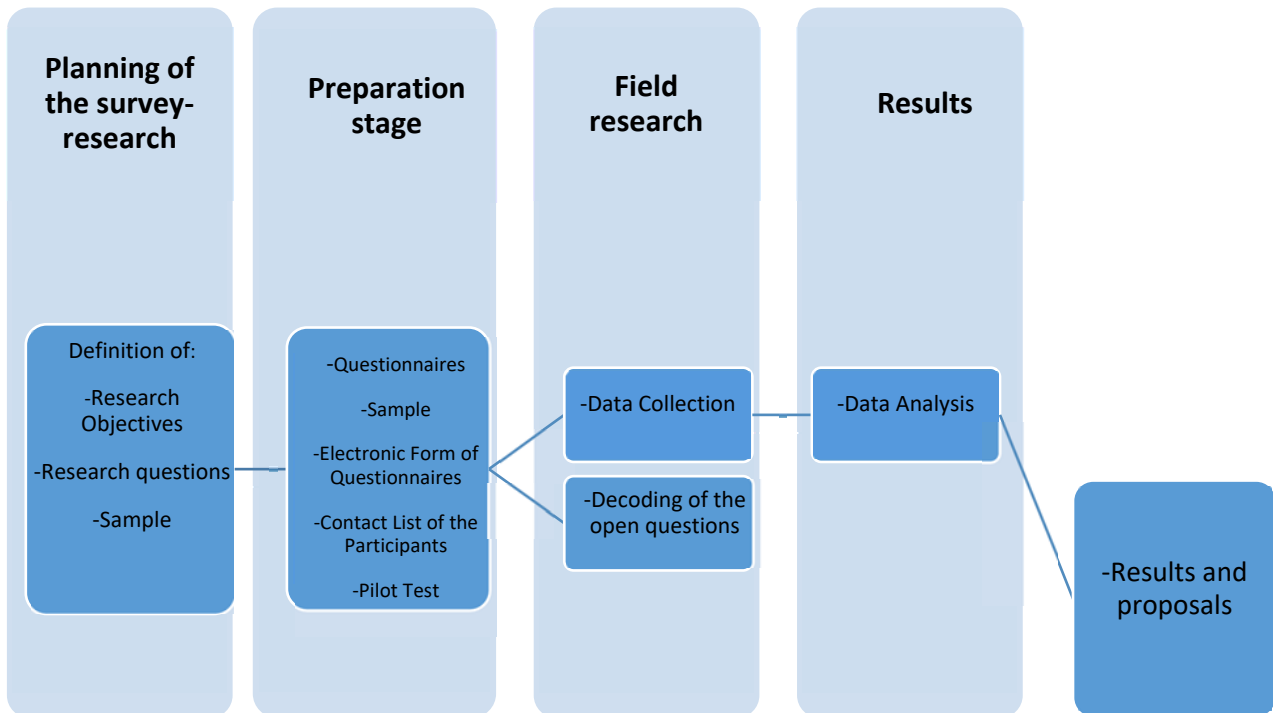 Planning of
the survey-
research
Definition of:
-Research
Objectives
-Research questions
-Sample
Preparation
stage
-Questionnaires
-Sample
-Electronic Form of
Questionnaires
-Contact List of the
Participants
-Pilot Test
Field
research
-Data Collection
-Decoding of the
open questions
Results
-Data Analysis
-Results and
proposals